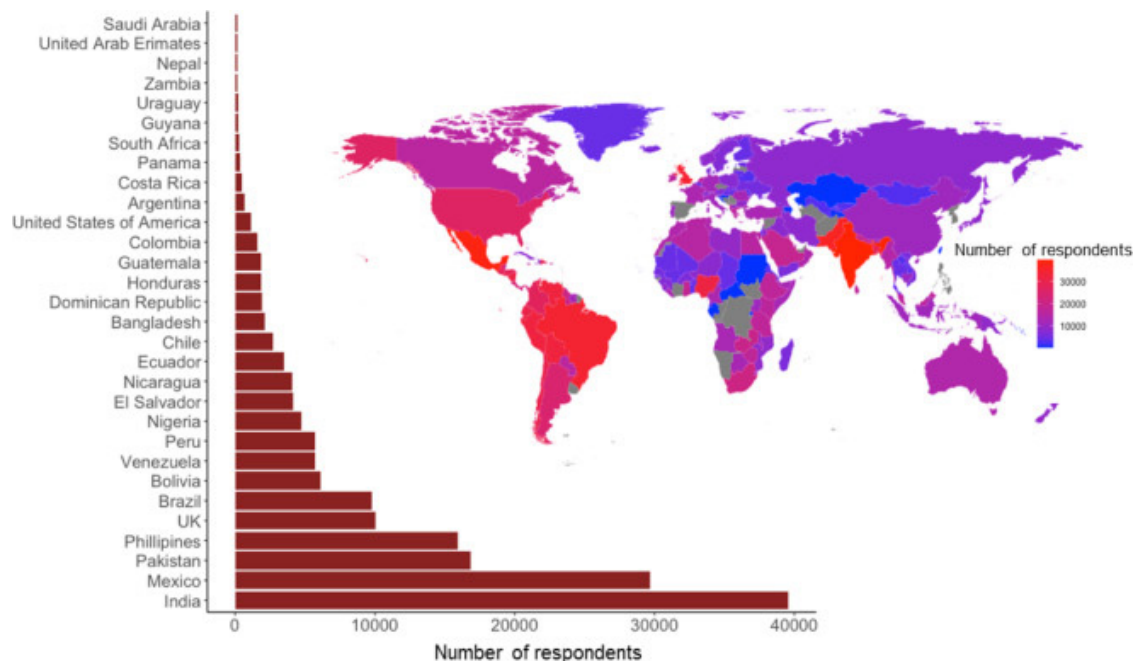 Saudi Arabia
United Arab Erimates
Nepal
Zambia
Uraguay
Guyana
South Africa
Panama
Costa Rica
Argentina
United States of America
Colombia
Guatemala
Honduras
Dominican Republic
Bangladesh
Chile
Ecuador
Nicaragua
El Salvador
Nigeria
Peru
Venezuela
Bolivia
Brazil
UK
Phillipines
Pakistan
Mexico
India
0 10000 20000 30000 40000
Number of respondents
Number of respondents
30000
20000
10000